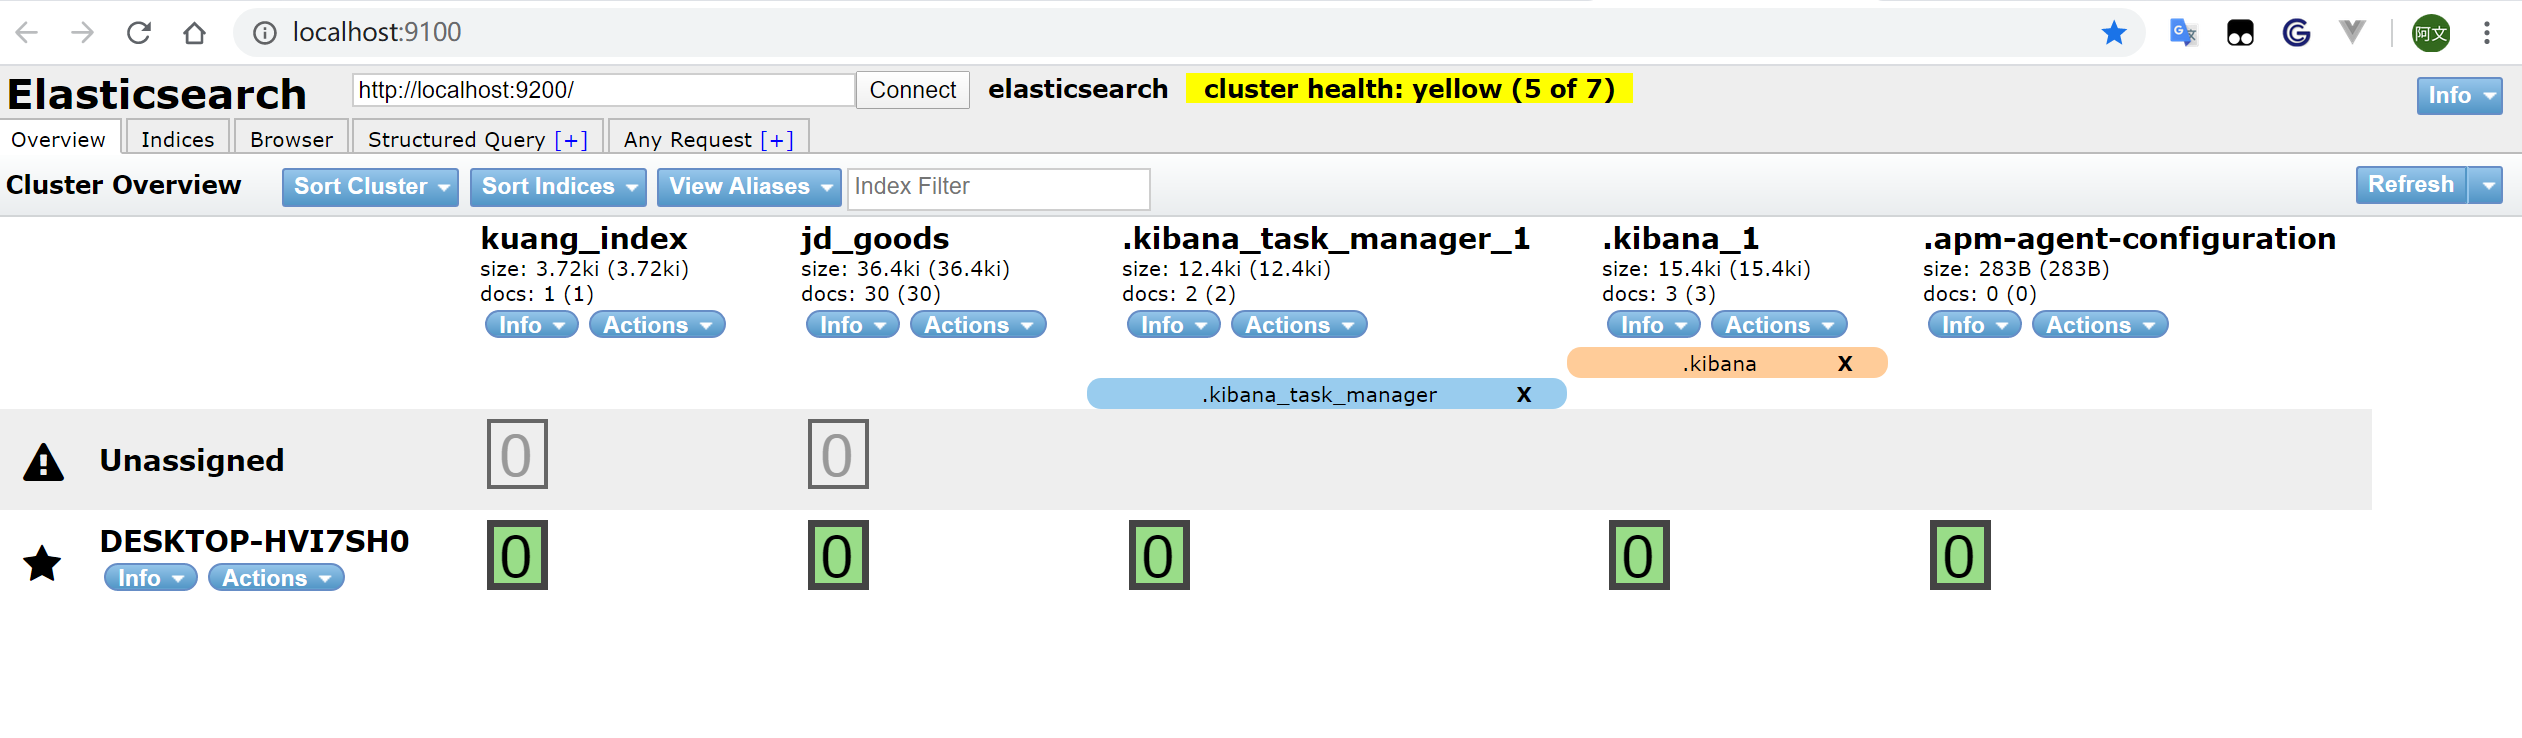 localhost:9100
阿文
Elasticsearch
http://localhost:9200/
Connect
elasticsearch
cluster health: yellow (5 of 7)
Info
Overview
Indices
Browser
Structured Query [+]
Any Request [+]
Cluster Overview
Sort Cluster
Sort Indices
View Aliases
Index Filter
Refresh
kuang_index
size: 3.72ki (3.72ki)
docs: 1 (1)
Info Actions
jd_goods
size: 36.4ki (36.4ki)
docs: 30 (30)
Info Actions
.kibana_task_manager_1
size: 12.4ki (12.4ki)
docs: 2 (2)
Info Actions
.kibana_1
size: 15.4ki (15.4ki)
docs: 3 (3)
Info Actions
.apm-agent-configuration
size: 283B (283B)
docs: 0 (0)
Info Actions
.kibana X
.kibana_task_manager X
Unassigned
0 0
DESKTOP-HVI7SH0
Info Actions
0 0 0 0 0